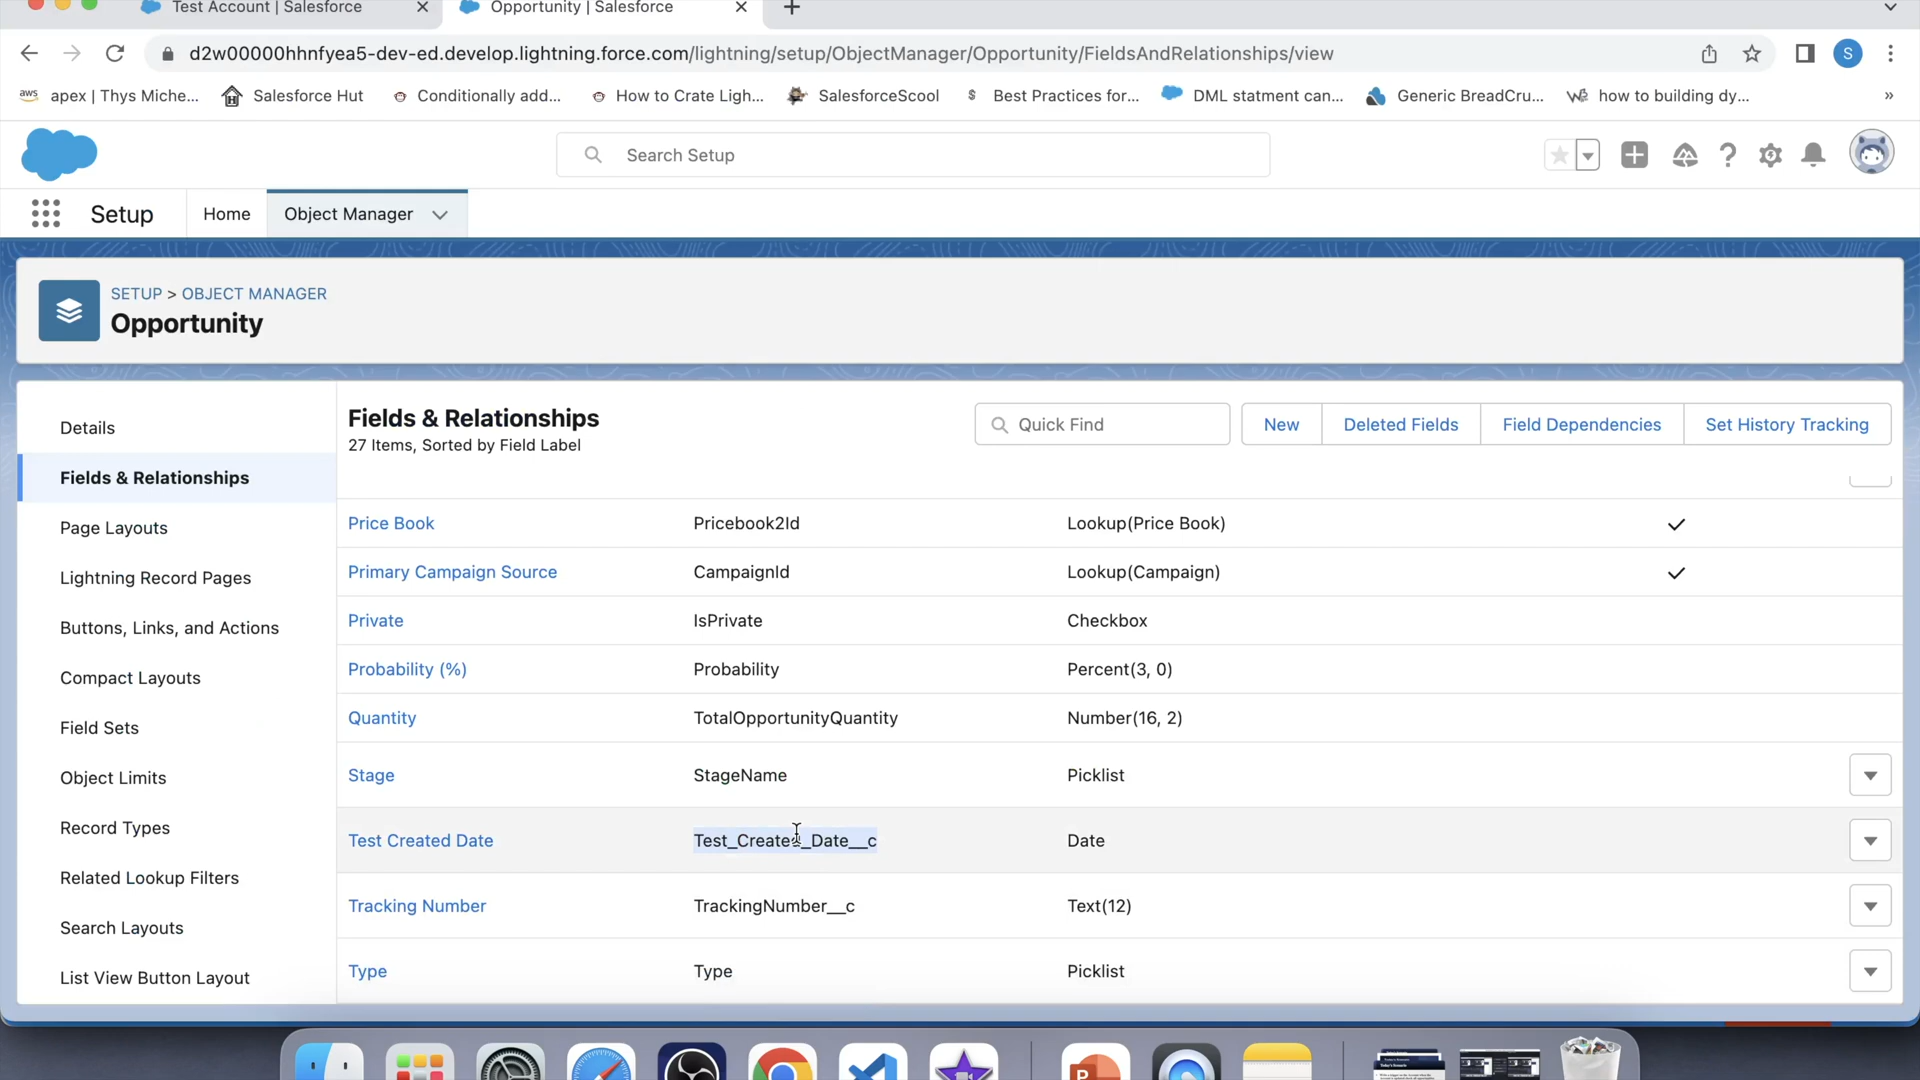 Test Account | Salesforce
Opportunity | Salesforce
d2w00000hhnfyea5-dev-ed.develop.lightning.force.com/lightning/setup/ObjectManager/Opportunity/FieldsAndRelationships/view
S
aws apex | Thys Miche...
Salesforce Hut
Conditionally add...
How to Crate Ligh...
SalesforceScool
Best Practices for...
DML statment can...
Generic BreadCru...
how to building dy...
Search Setup
Setup
Home
Object Manager
SETUP > OBJECT MANAGER
Opportunity
Details
Fields & Relationships
Page Layouts
Lightning Record Pages
Buttons, Links, and Actions
Compact Layouts
Field Sets
Object Limits
Record Types
Related Lookup Filters
Search Layouts
List View Button Layout
Fields & Relationships
27 Items, Sorted by Field Label
Quick Find
New
Deleted Fields
Field Dependencies
Set History Tracking
Price Book Pricebook2Id Lookup(Price Book)
Primary Campaign Source CampaignId Lookup(Campaign)
Private IsPrivate Checkbox
Probability (%) Probability Percent(3, 0)
Quantity TotalOpportunityQuantity Number(16, 2)
Stage StageName Picklist
Test Created Date Test_Created_Date__c Date
Tracking Number TrackingNumber__c Text(12)
Type Type Picklist